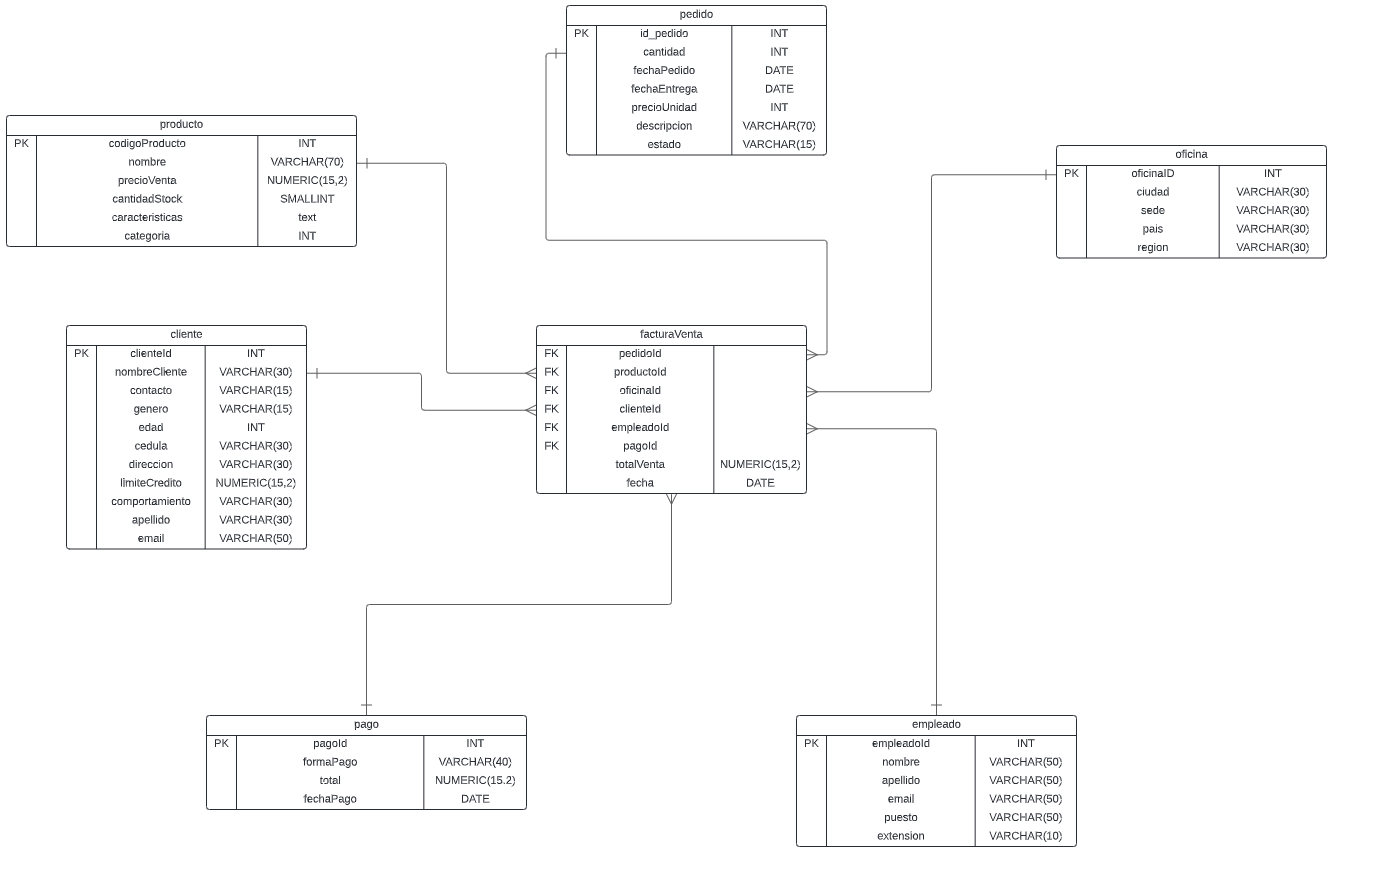 pedido
PK id_pedido INT
cantidad INT
fechaPedido DATE
fechaEntrega DATE
precioUnidad INT
descripcion VARCHAR(70)
estado VARCHAR(15)
producto
PK codigoProducto INT
nombre VARCHAR(70)
precioVenta NUMERIC(15,2)
cantidadStock SMALLINT
caracteristicas text
categoria INT
oficina
PK oficinaID INT
ciudad VARCHAR(30)
sede VARCHAR(30)
pais VARCHAR(30)
region VARCHAR(30)
cliente
PK clienteId INT
nombreCliente VARCHAR(30)
contacto VARCHAR(15)
genero VARCHAR(15)
edad INT
cedula VARCHAR(30)
direccion VARCHAR(30)
limiteCredito NUMERIC(15,2)
comportamiento VARCHAR(30)
apellido VARCHAR(30)
email VARCHAR(50)
facturaVenta
FK pedidoId
FK productoId
FK oficinaId
FK clienteId
FK empleadoId
FK pagoId
totalVenta NUMERIC(15,2)
fecha DATE
pago
PK pagoId INT
formaPago VARCHAR(40)
total NUMERIC(15.2)
fechaPago DATE
empleado
PK empleadoId INT
nombre VARCHAR(50)
apellido VARCHAR(50)
email VARCHAR(50)
puesto VARCHAR(50)
extension VARCHAR(10)